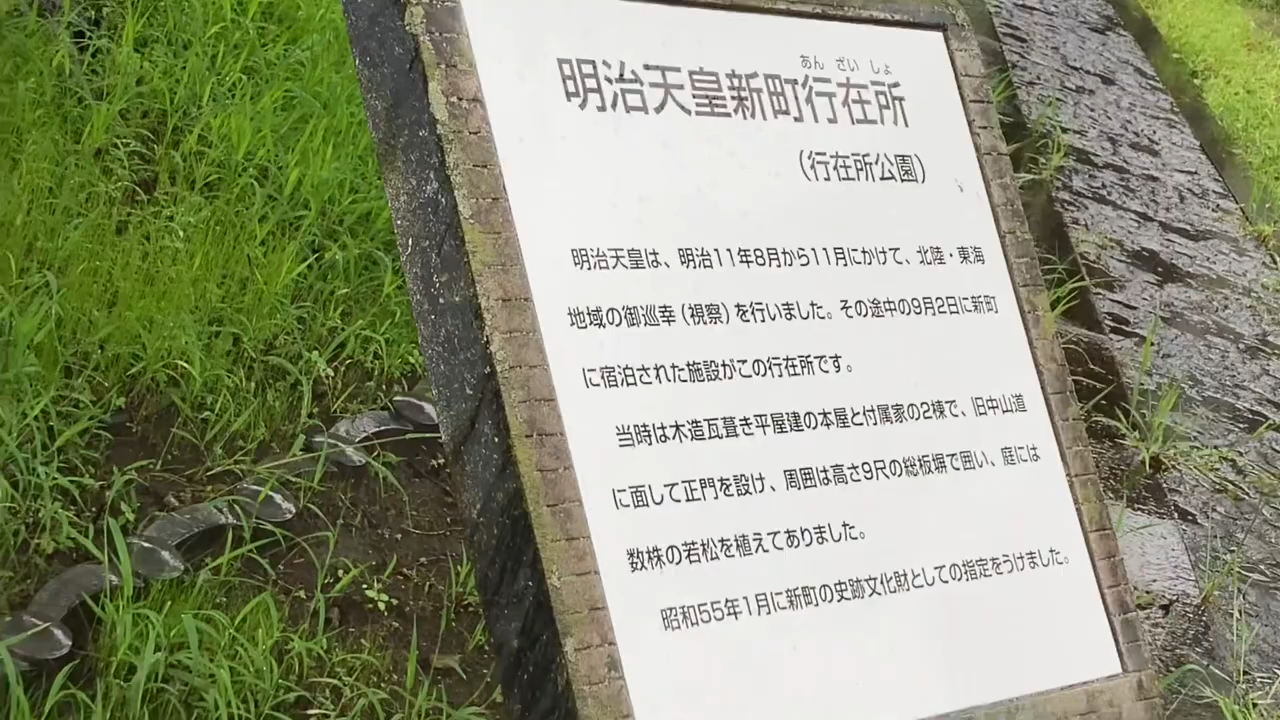 あんざいしょ
明治天皇新町行在所
（行在所公園）
明治天皇は、明治11年8月から11月にかけて、北陸・東海
地域の御巡幸（視察）を行いました。その途中の9月2日に新町
に宿泊された施設がこの行在所です。
当時は木造瓦葺き平屋建の本屋と付属家の2棟で、旧中山道
に面して正門を設け、周囲は高さ9尺の総板塀で囲い、庭には
数株の若松を植えてありました。
昭和55年1月に新町の史跡文化財としての指定をうけました。